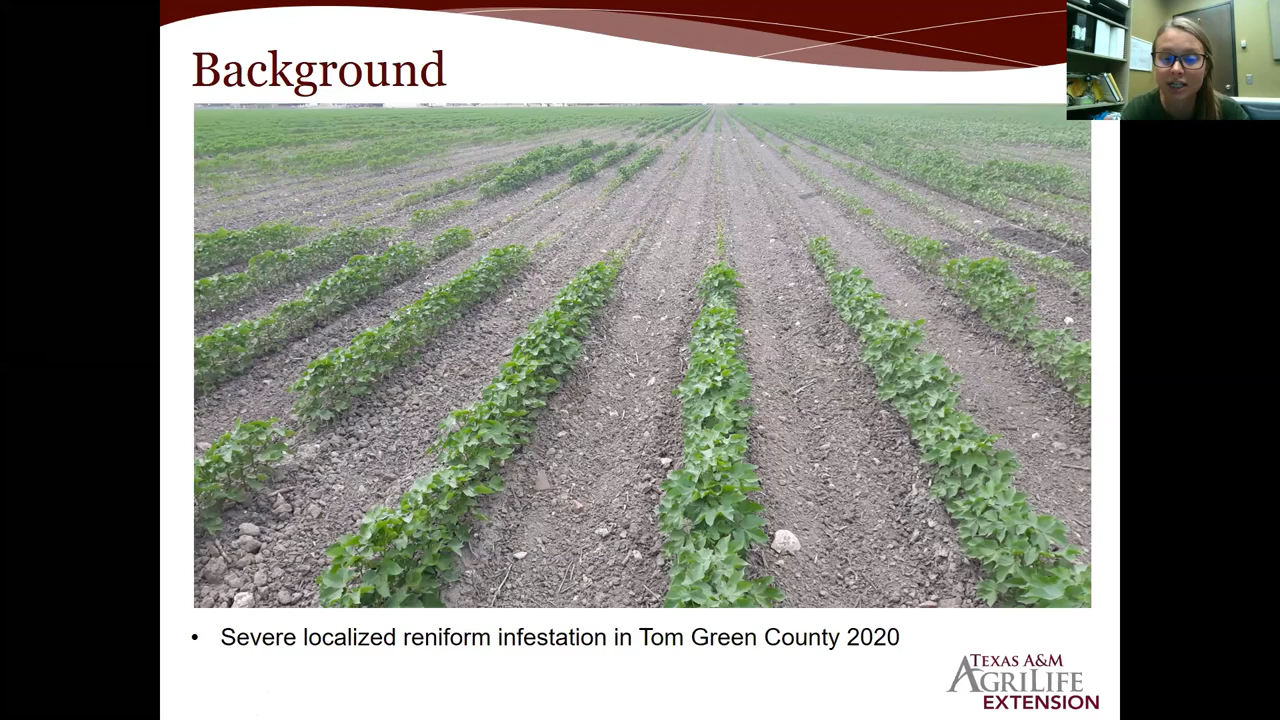 Background
• Severe localized reniform infestation in Tom Green County 2020
TEXAS A&M
AGRILIFE
EXTENSION